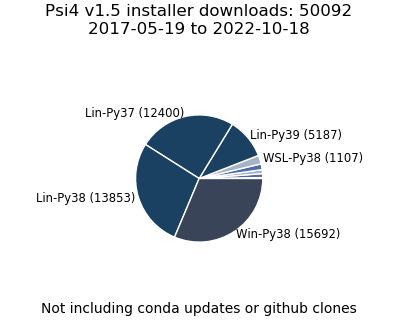 Psi4 v1.5 installer downloads: 50092
2017-05-19 to 2022-10-18
Lin-Py37 (12400)
Lin-Py39 (5187)
WSL-Py38 (1107)
Lin-Py38 (13853)
Win-Py38 (15692)
Not including conda updates or github clones